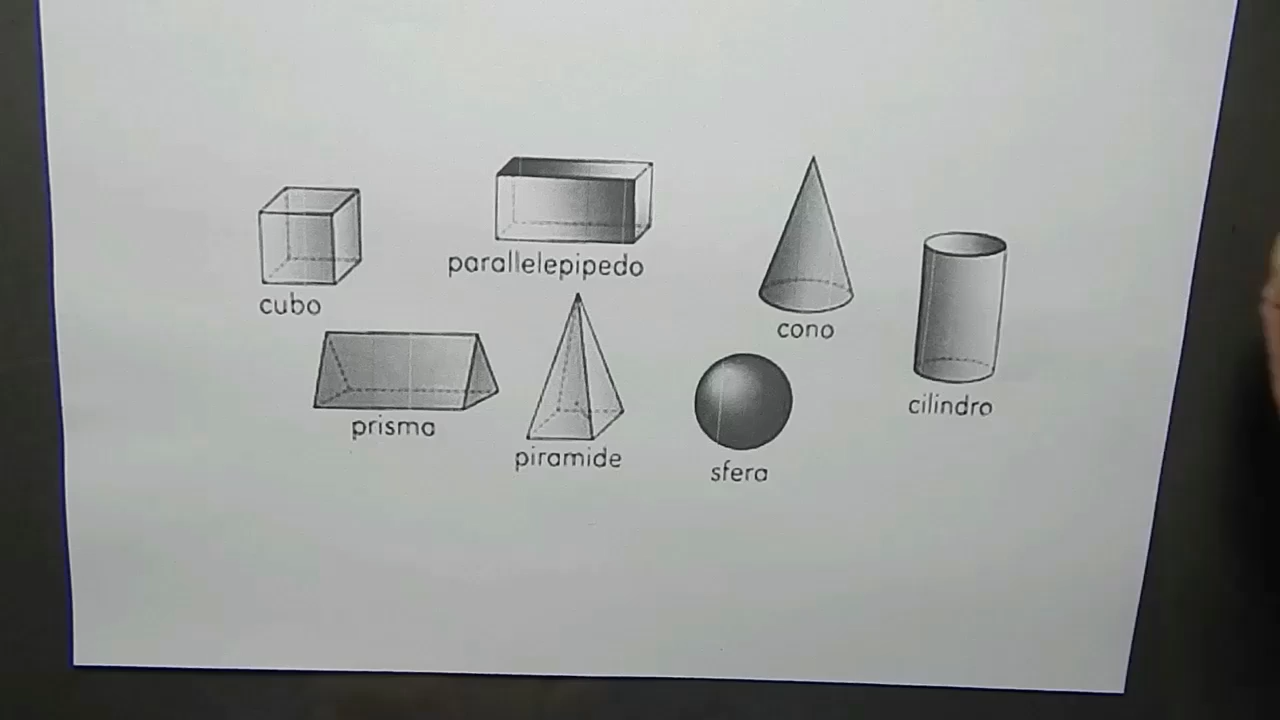 parallelepipedo
cubo
cono
cilindro
prisma
piramide
sfera